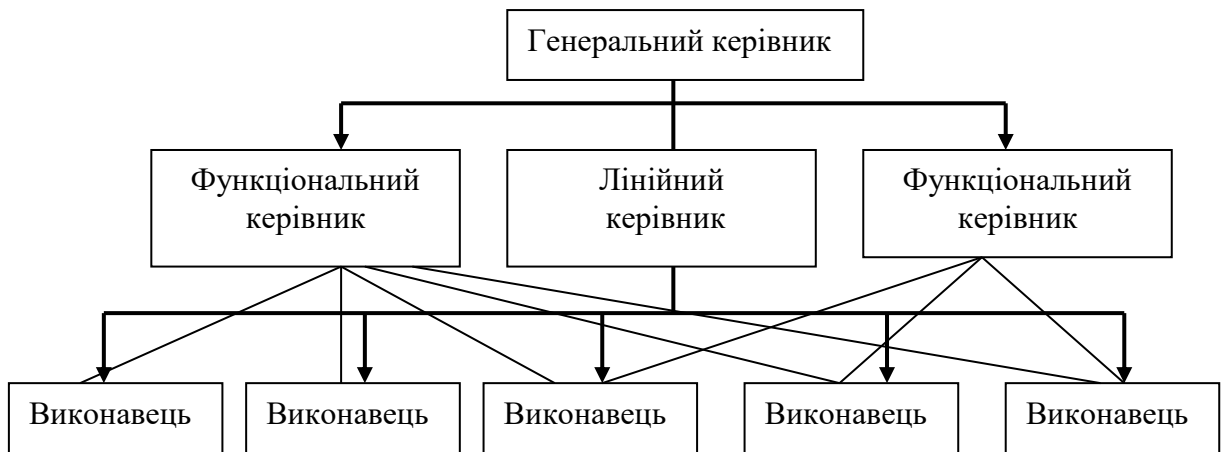 Генеральний керівник
Функціональний
керівник
Лінійний
керівник
Функціональний
керівник
Виконавець
Виконавець
Виконавець
Виконавець
Виконавець